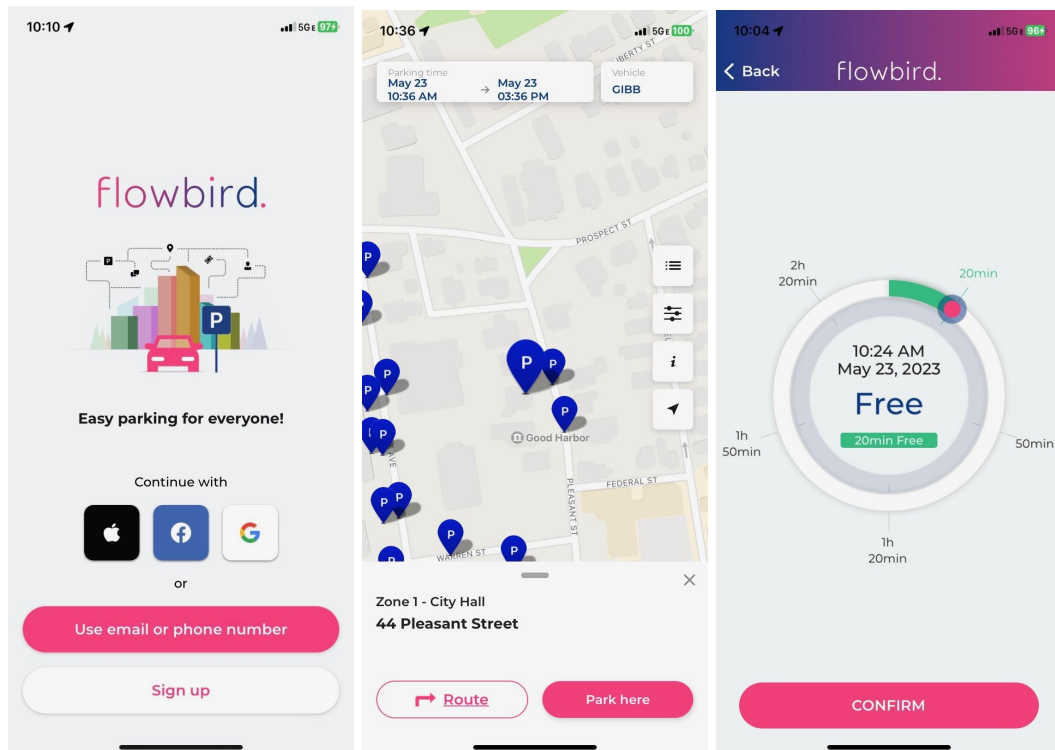 10:10
5G E 97
flowbird.
P
P
Easy parking for everyone!
Continue with
or
Use email or phone number
Sign up
10:36
5G E 100
LIBERTY ST
Parking time
May 23
10:36 AM
→
May 23
03:36 PM
Vehicle
GIBB
PROSPECT ST
i
P
P
P
P
P
P
P
P
P
P
P
P
Good Harbor
AVE
PLEASANT ST
FEDERAL ST
WARREN ST
Zone 1 - City Hall
44 Pleasant Street
Route
Park here
10:04
5G E 96
Back
flowbird.
2h
20min
20min
10:24 AM
May 23, 2023
Free
20min Free
1h
50min
50min
1h
20min
CONFIRM